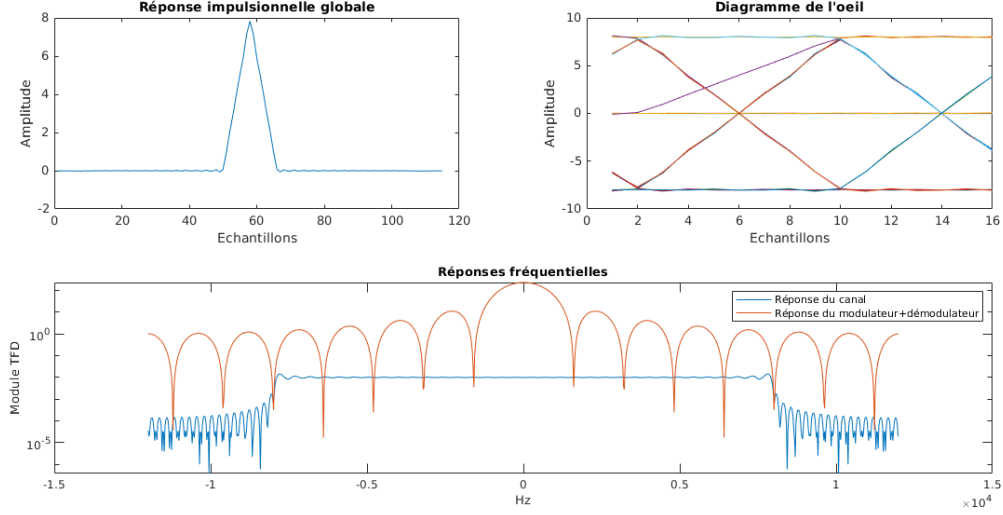 Réponse impulsionnelle globale
Amplitude
8
6
4
2
0
-2
0 20 40 60 80 100 120
Echantillons
Diagramme de l'oeil
Amplitude
10
5
0
-5
-10
0 2 4 6 8 10 12 14 16
Echantillons
Réponses fréquentielles
Module TFD
10^0
10^-5
Réponse du canal
Réponse du modulateur+démodulateur
-1.5 -1 -0.5 0 0.5 1 1.5
Hz
×10^4